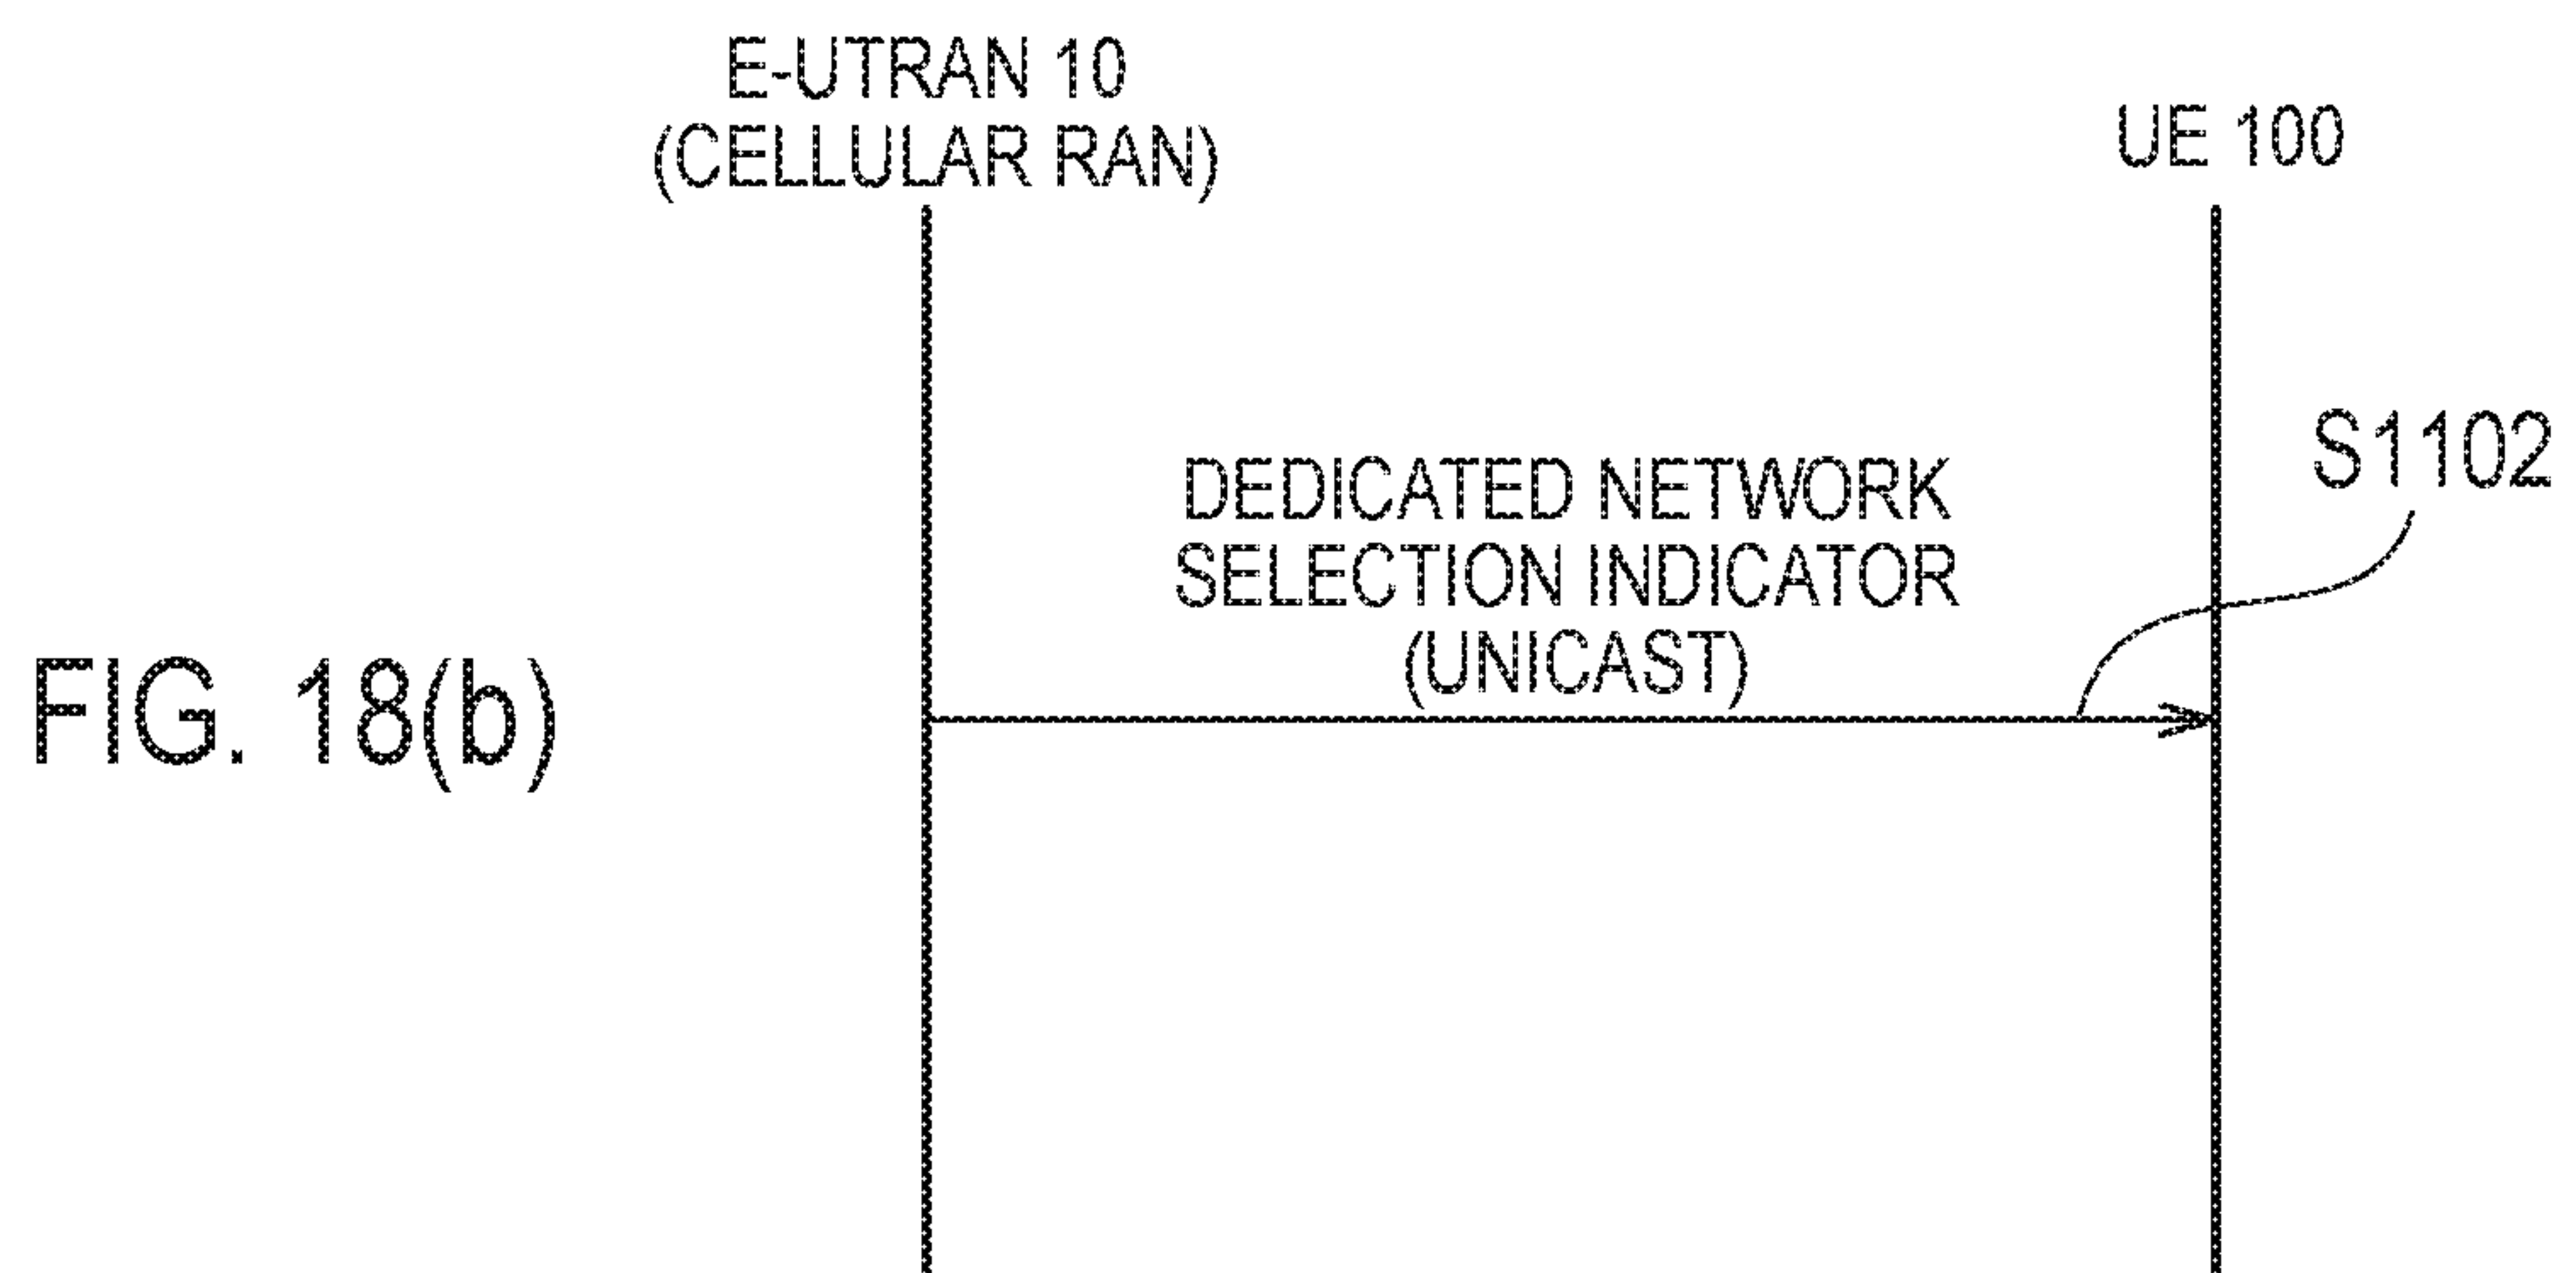 E-UTRAN 10
(CELLULAR RAN)
UE 100
S1102
DEDICATED NETWORK
SELECTION INDICATOR
(UNICAST)
FIG. 18(b)